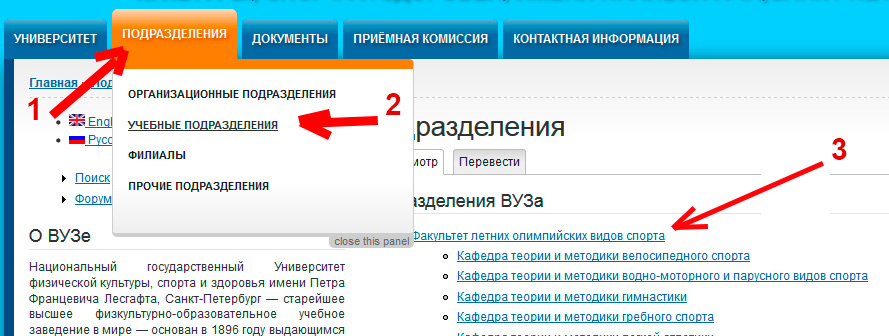 УНИВЕРСИТЕТ
ПОДРАЗДЕЛЕНИЯ
ДОКУМЕНТЫ
ПРИЁМНАЯ КОМИССИЯ
КОНТАКТНАЯ ИНФОРМАЦИЯ
Главная
1
Engl
Русс
Поиск
Форум
ОРГАНИЗАЦИОННЫЕ ПОДРАЗДЕЛЕНИЯ
УЧЕБНЫЕ ПОДРАЗДЕЛЕНИЯ
2
ФИЛИАЛЫ
ПРОЧИЕ ПОДРАЗДЕЛЕНИЯ
close this panel
дразделения
мотр
Перевести
3
разделения ВУЗа
Факультет летних олимпийских видов спорта
Кафедра теории и методики велосипедного спорта
Кафедра теории и методики водно-моторного и парусного видов спорта
Кафедра теории и методики гимнастики
Кафедра теории и методики гребного спорта
О ВУЗе
Национальный государственный Университет
физической культуры, спорта и здоровья имени Петра
Францевича Лесгафта, Санкт-Петербург — старейшее
высшее физкультурно-образовательное учебное
заведение в мире — основан в 1896 году выдающимся